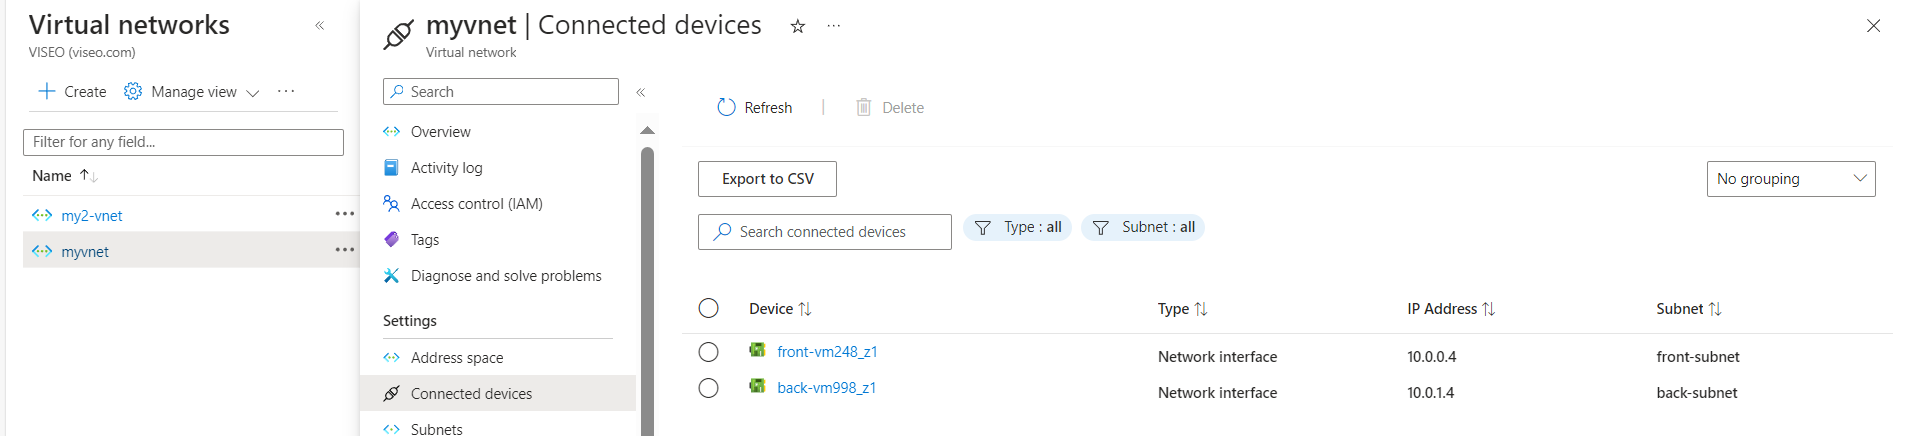 Virtual networks
«
VISEO (viseo.com)
Create
Manage view
...
Filter for any field...
Name
my2-vnet
...
myvnet
...
myvnet | Connected devices
...
Virtual network
Search
«
Overview
Activity log
Access control (IAM)
Tags
Diagnose and solve problems
Settings
Address space
Connected devices
Subnets
Refresh | Delete
Export to CSV
No grouping
Search connected devices
Type : all
Subnet : all
Device Type IP Address Subnet
front-vm248_z1 Network interface 10.0.0.4 front-subnet
back-vm998_z1 Network interface 10.0.1.4 back-subnet